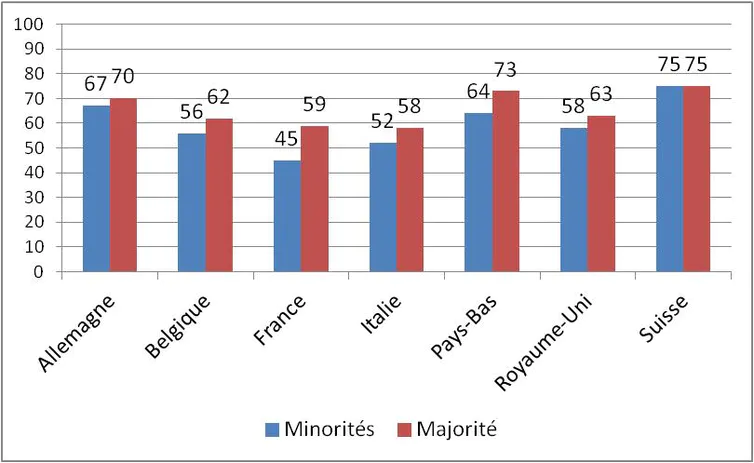 100
90
80
70
60
50
40
30
20
10
0
67 70
56 62
45 59
52 58
64 73
58 63
75 75
Allemagne
Belgique
France
Italie
Pays-Bas
Royaume-Uni
Suisse
Minorités Majorité